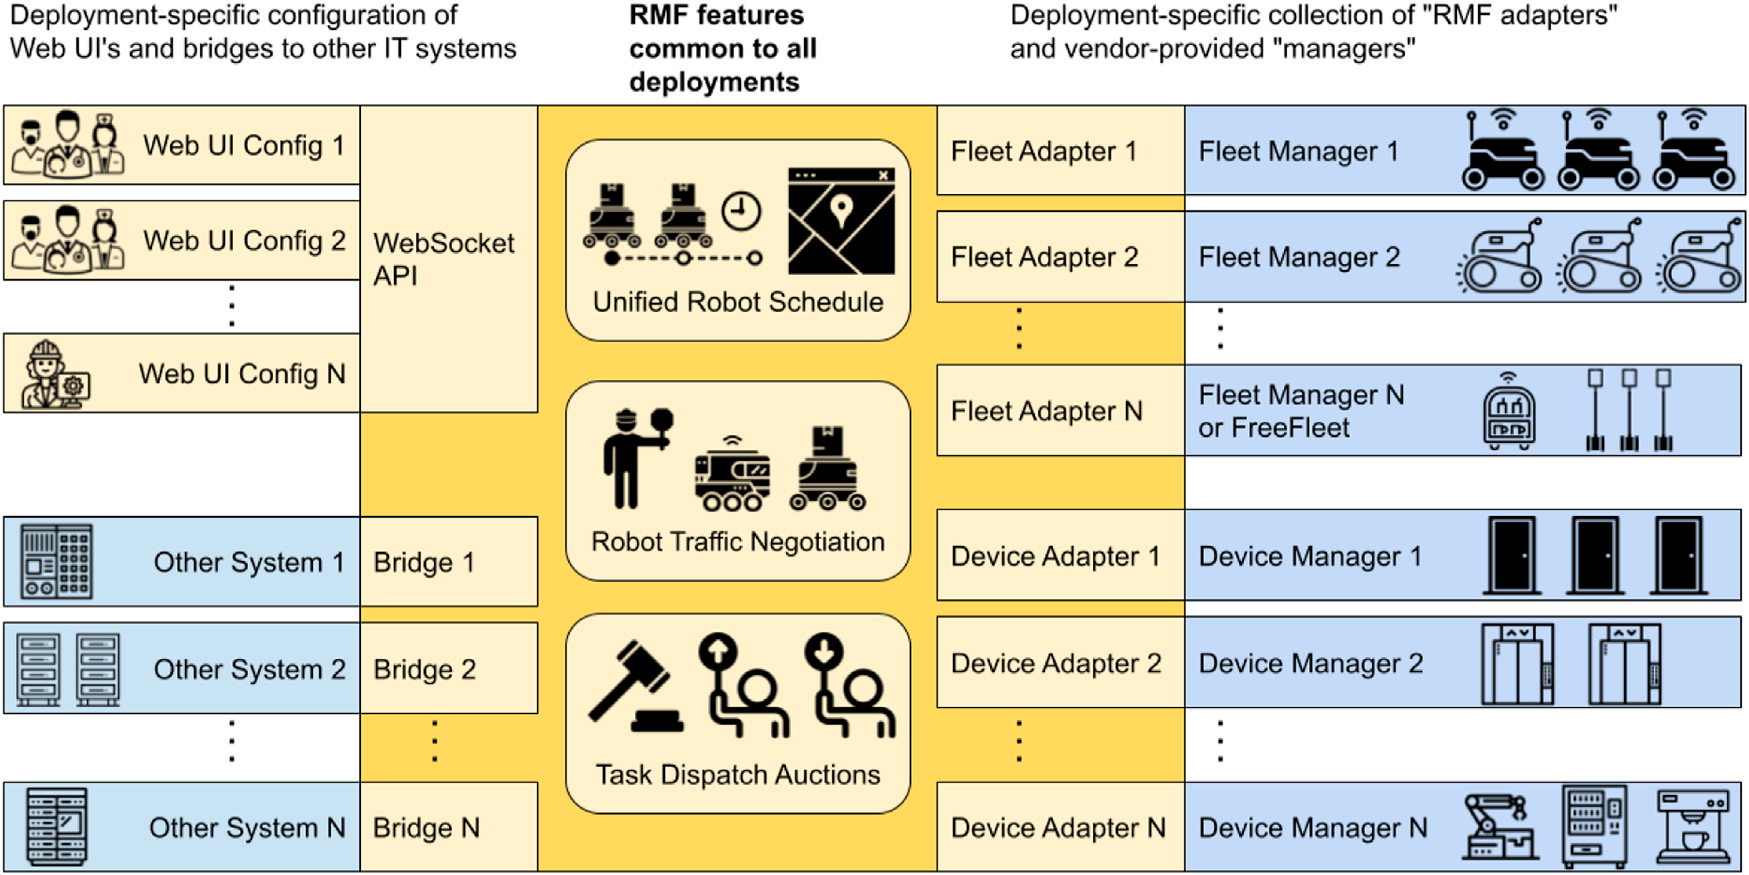 Deployment-specific configuration of
Web UI's and bridges to other IT systems
RMF features
common to all
deployments
Deployment-specific collection of "RMF adapters"
and vendor-provided "managers"
Web UI Config 1
Web UI Config 2
Web UI Config N
WebSocket
API
Other System 1
Bridge 1
Other System 2
Bridge 2
Other System N
Bridge N
Unified Robot Schedule
Robot Traffic Negotiation
Task Dispatch Auctions
Fleet Adapter 1
Fleet Manager 1
Fleet Adapter 2
Fleet Manager 2
Fleet Adapter N
Fleet Manager N
or FreeFleet
Device Adapter 1
Device Manager 1
Device Adapter 2
Device Manager 2
Device Adapter N
Device Manager N